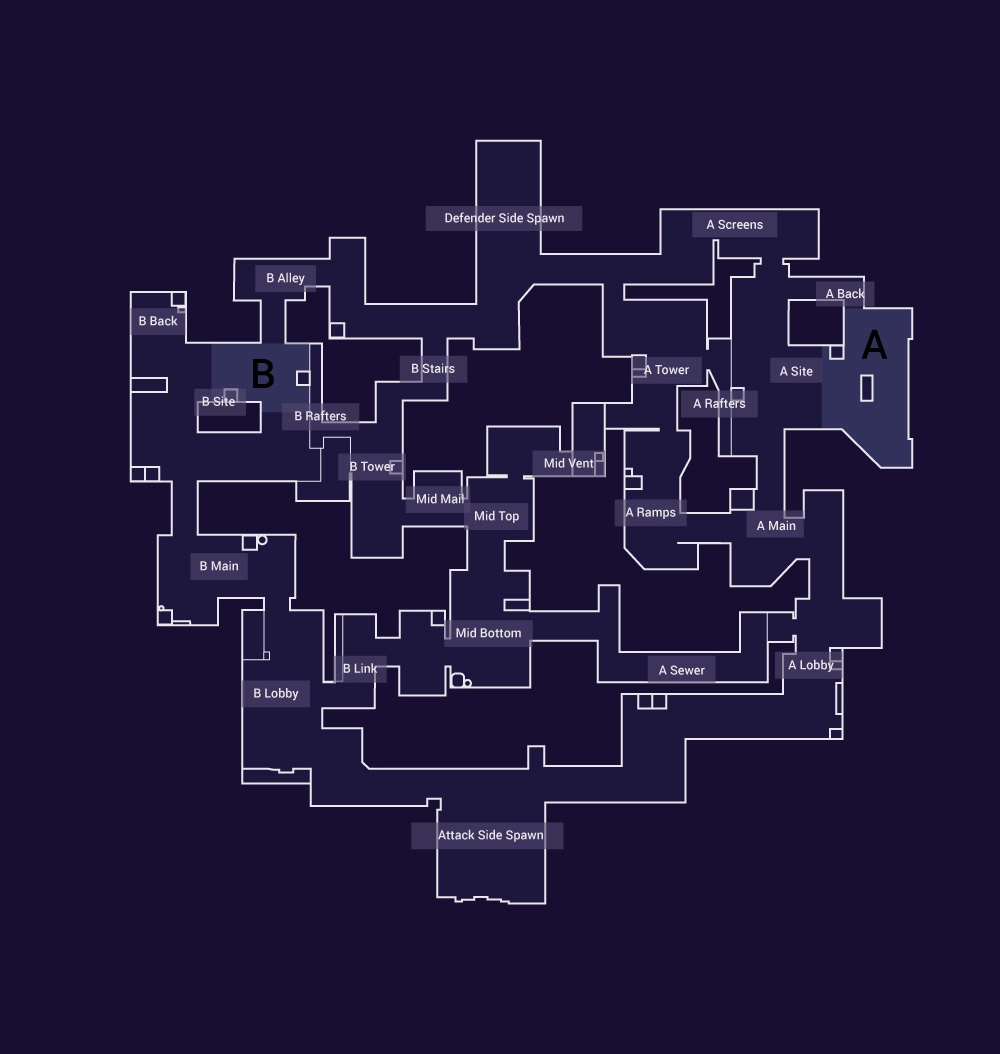 Defender Side Spawn
A Screens
B Alley
A Back
B Back
B
A
B Stairs
A Tower
A Site
B Site
A Rafters
B Rafters
B Tower
Mid Vent
Mid Mail
Mid Top
A Ramps
A Main
B Main
Mid Bottom
B Link
A Sewer
A Lobby
B Lobby
Attack Side Spawn